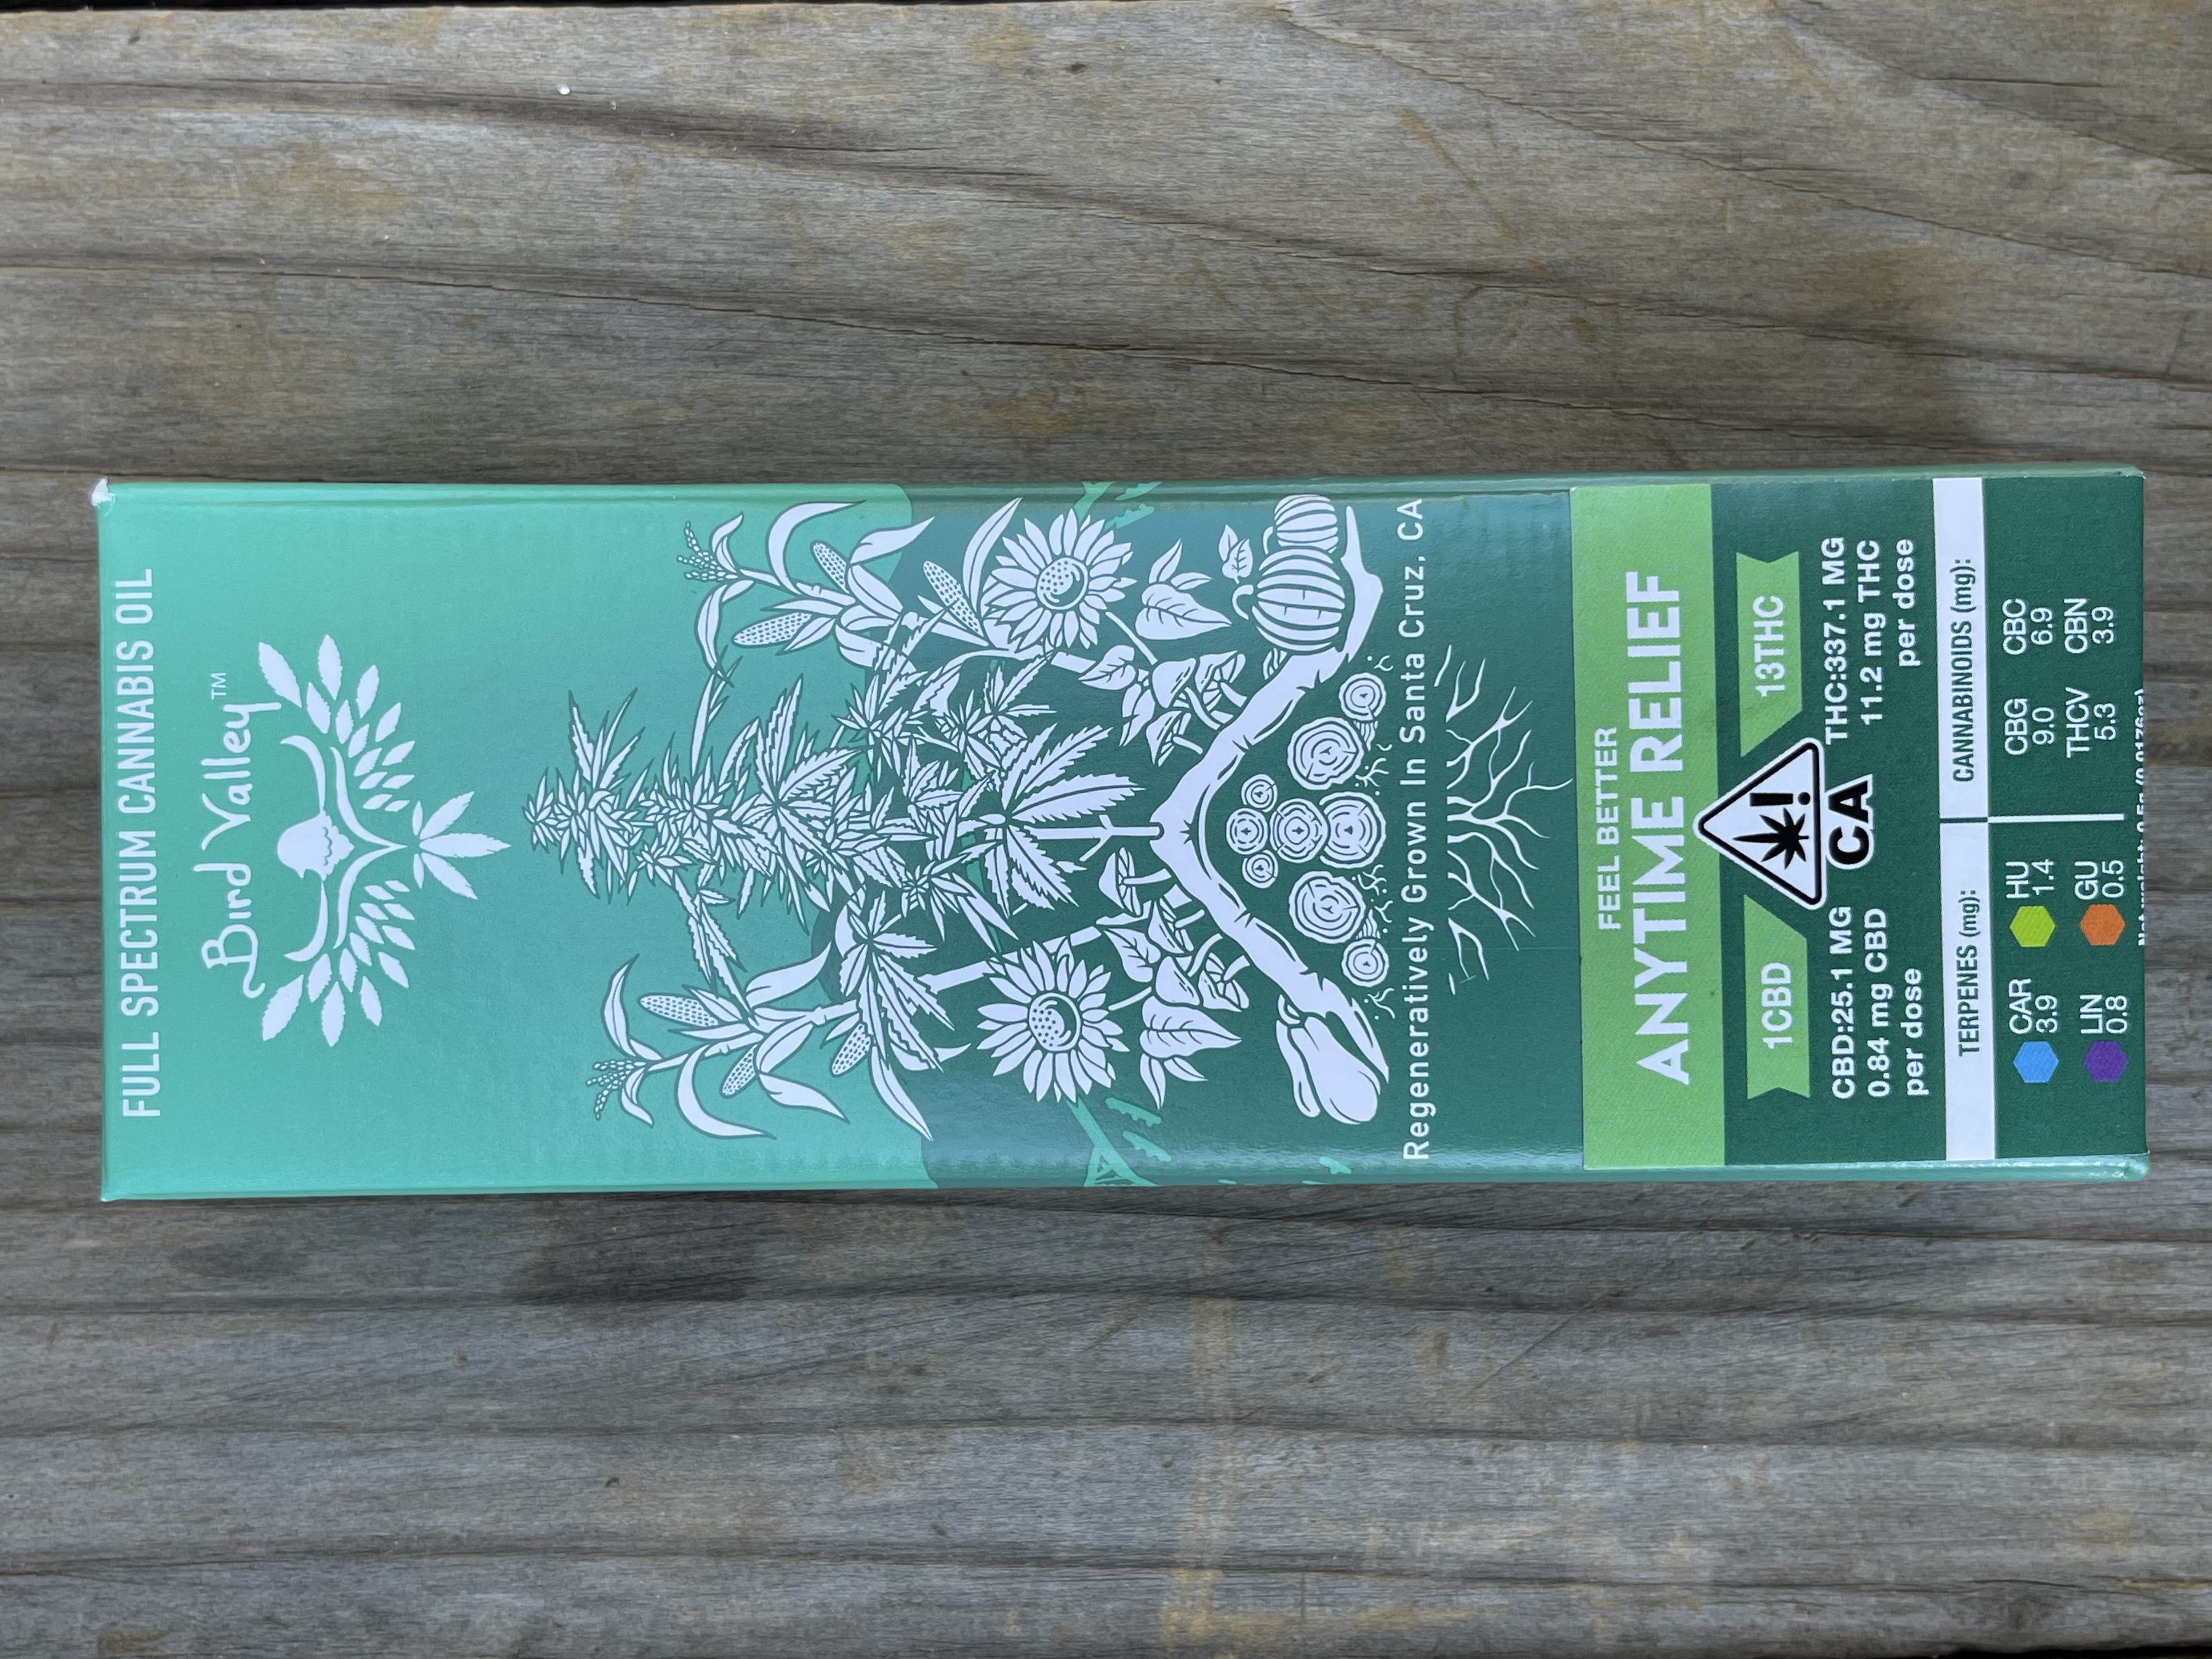 FULL SPECTRUM CANNABIS OIL
Bird Valley™
Regeneratively Grown In Santa Cruz, CA
FEEL BETTER
ANYTIME RELIEF
1CBD
13THC
CBD:25.1 MG
0.84 mg CBD
per dose
! CA
THC:337.1 MG
11.2 mg THC
per dose
TERPENES (mg):
CAR
3.9
HU
1.4
LIN
0.8
GU
0.5
CANNABINOIDS (mg):
CBG
9.0
CBC
6.9
THCV
5.3
CBN
3.9